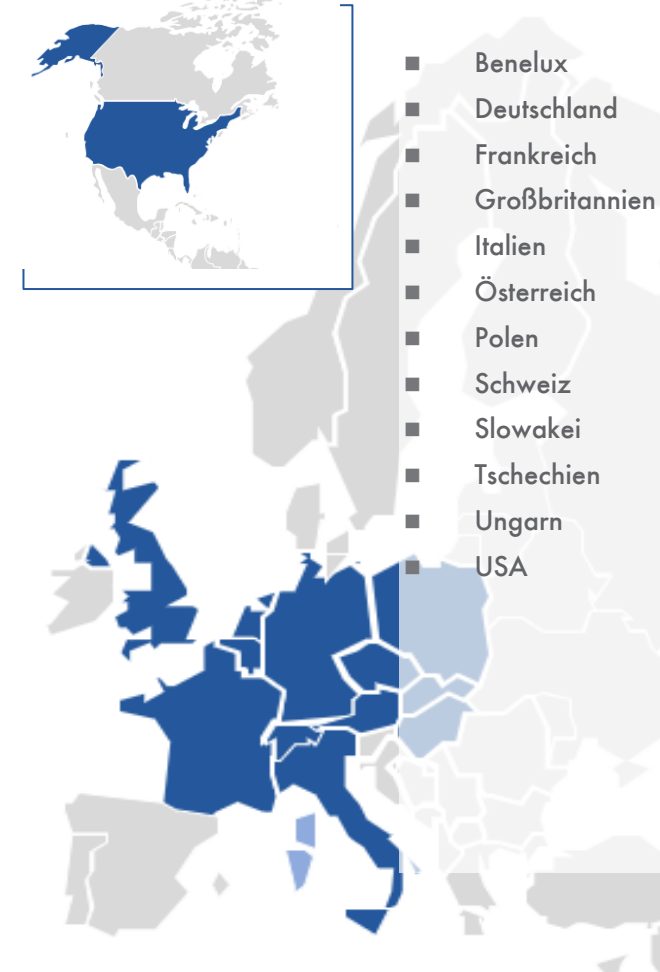 Benelux
Deutschland
Frankreich
Großbritannien
Italien
Österreich
Polen
Schweiz
Slowakei
Tschechien
Ungarn
USA